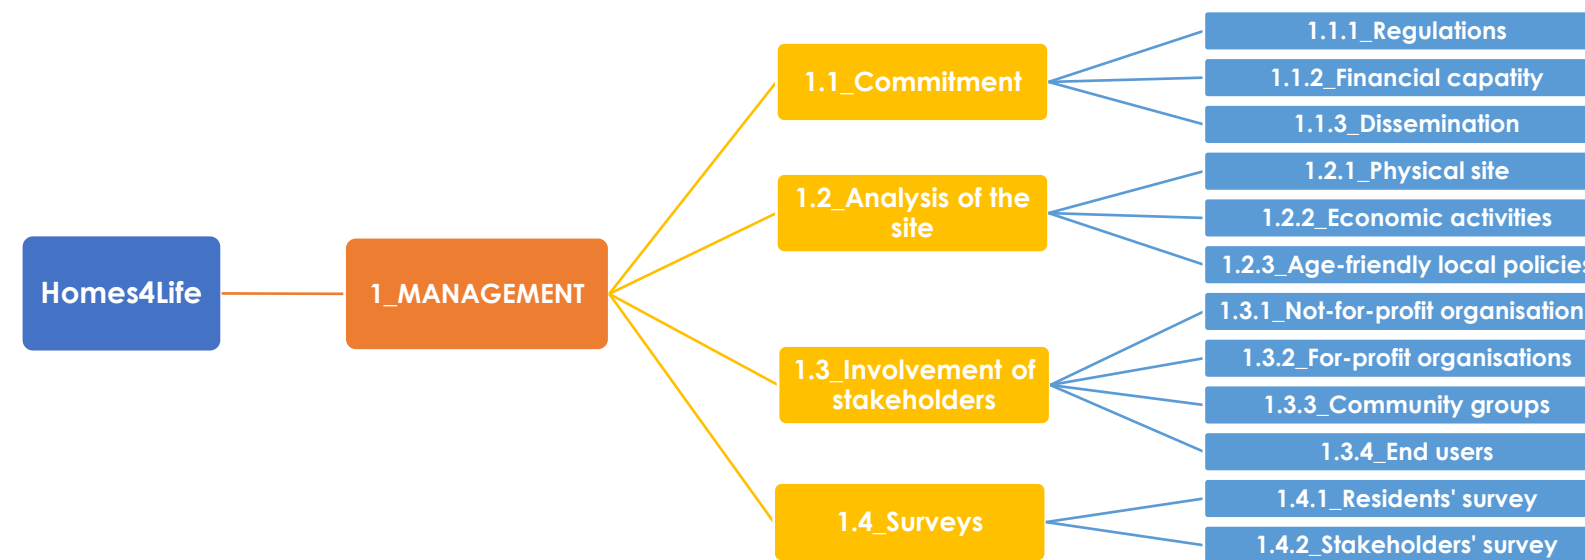 Homes4Life
1_MANAGEMENT
1.1_Commitment
1.1.1_Regulations
1.1.2_Financial capatity
1.1.3_Dissemination
1.2_Analysis of the
site
1.2.1_Physical site
1.2.2_Economic activities
1.2.3_Age-friendly local policies
1.3_Involvement of
stakeholders
1.3.1_Not-for-profit organisation
1.3.2_For-profit organisations
1.3.3_Community groups
1.3.4_End users
1.4_Surveys
1.4.1_Residents' survey
1.4.2_Stakeholders' survey